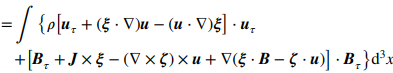 = ∫ {ρ[𝒖_τ + (𝝃 · ∇)𝒖 − (𝒖 · ∇)𝝃] · 𝒖_τ
+ [𝑩_τ + 𝑱 × 𝝃 − (∇ × 𝜻) × 𝒖 + ∇(𝝃 · 𝑩 − 𝜻 · 𝒖)] · 𝑩_τ}d³x